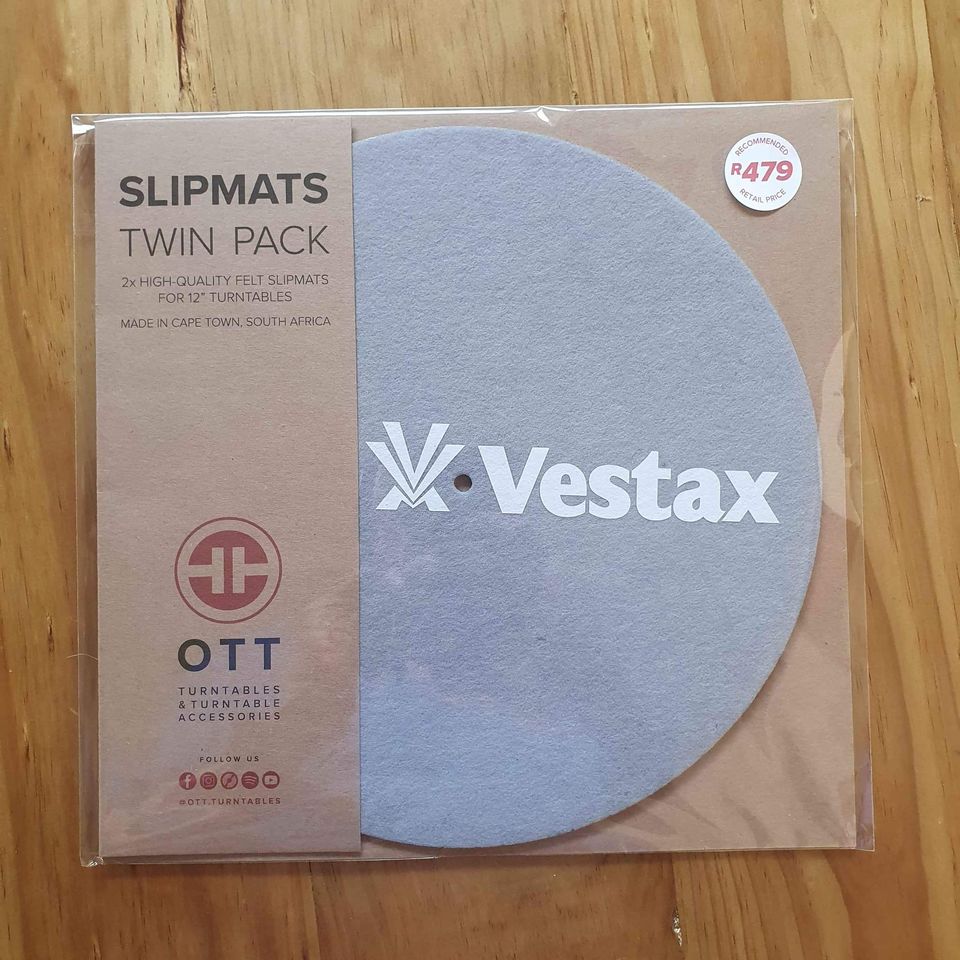 SLIPMATS
TWIN PACK
2x HIGH-QUALITY FELT SLIPMATS
FOR 12" TURNTABLES
MADE IN CAPE TOWN, SOUTH AFRICA
OTT
TURNTABLES
& TURNTABLE
ACCESSORIES
FOLLOW US
@OTT.TURNTABLES
Vestax
RECOMMENDED
R479
RETAIL PRICE